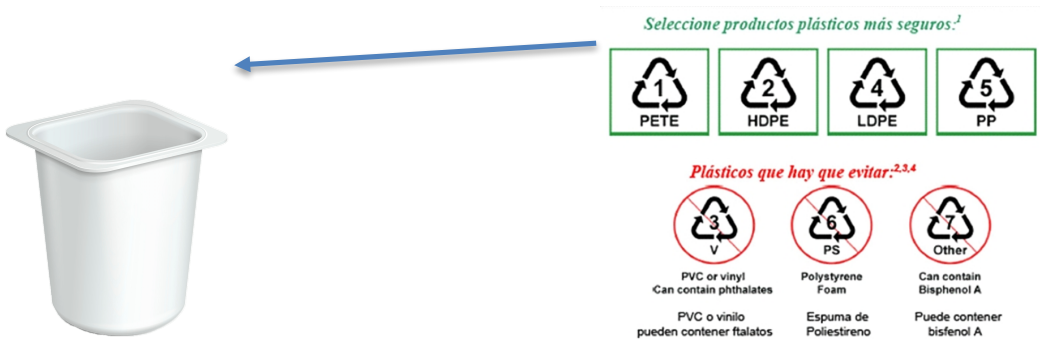 Seleccione productos plásticos más seguros:1
1 2 4 5
PETE HDPE LDPE PP
Plásticos que hay que evitar:2,3,4
3 6 7
V PS Other
PVC or vinyl
Can contain phthalates
Polystyrene
Foam
Can contain
Bisphenol A
PVC o vinilo
pueden contener ftalatos
Espuma de
Poliestireno
Puede contener
bisfenol A